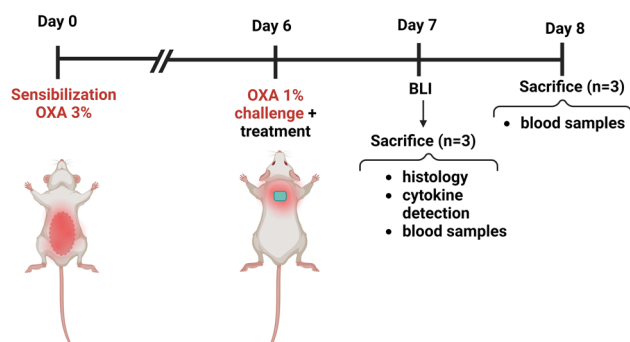 Day 0
Day 6
Day 7
Day 8
Sensibilization
OXA 3%
OXA 1%
challenge +
treatment
BLI
Sacrifice (n=3)
• histology
• cytokine
detection
• blood samples
Sacrifice (n=3)
• blood samples